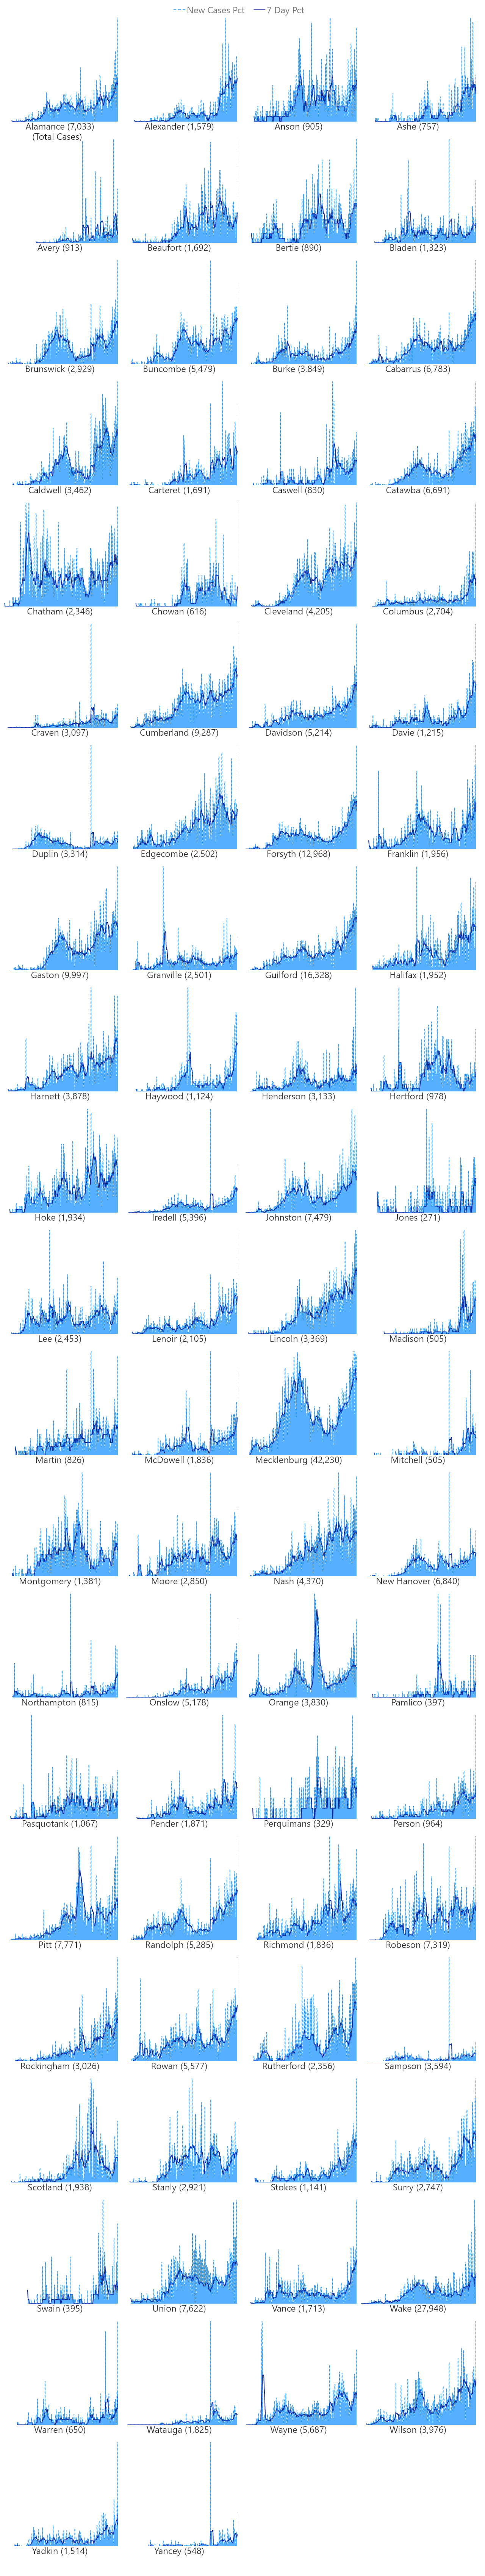 New Cases Pct 7 Day Pct
Alamance (7,033) Alexander (1,579) Anson (905) Ashe (757)
(Total Cases)
Avery (913) Beaufort (1,692) Bertie (890) Bladen (1,323)
Brunswick (2,929) Buncombe (5,479) Burke (3,849) Cabarrus (6,783)
Caldwell (3,462) Carteret (1,691) Caswell (830) Catawba (6,691)
Chatham (2,346) Chowan (616) Cleveland (4,205) Columbus (2,704)
Craven (3,097) Cumberland (9,287) Davidson (5,214) Davie (1,215)
Duplin (3,314) Edgecombe (2,502) Forsyth (12,968) Franklin (1,956)
Gaston (9,997) Granville (2,501) Guilford (16,328) Halifax (1,952)
Harnett (3,878) Haywood (1,124) Henderson (3,133) Hertford (978)
Hoke (1,934) Iredell (5,396) Johnston (7,479) Jones (271)
Lee (2,453) Lenoir (2,105) Lincoln (3,369) Madison (505)
Martin (826) McDowell (1,836) Mecklenburg (42,230) Mitchell (505)
Montgomery (1,381) Moore (2,850) Nash (4,370) New Hanover (6,840)
Northampton (815) Onslow (5,178) Orange (3,830) Pamlico (397)
Pasquotank (1,067) Pender (1,871) Perquimans (329) Person (964)
Pitt (7,771) Randolph (5,285) Richmond (1,836) Robeson (7,319)
Rockingham (3,026) Rowan (5,577) Rutherford (2,356) Sampson (3,594)
Scotland (1,938) Stanly (2,921) Stokes (1,141) Surry (2,747)
Swain (395) Union (7,622) Vance (1,713) Wake (27,948)
Warren (650) Watauga (1,825) Wayne (5,687) Wilson (3,976)
Yadkin (1,514) Yancey (548)